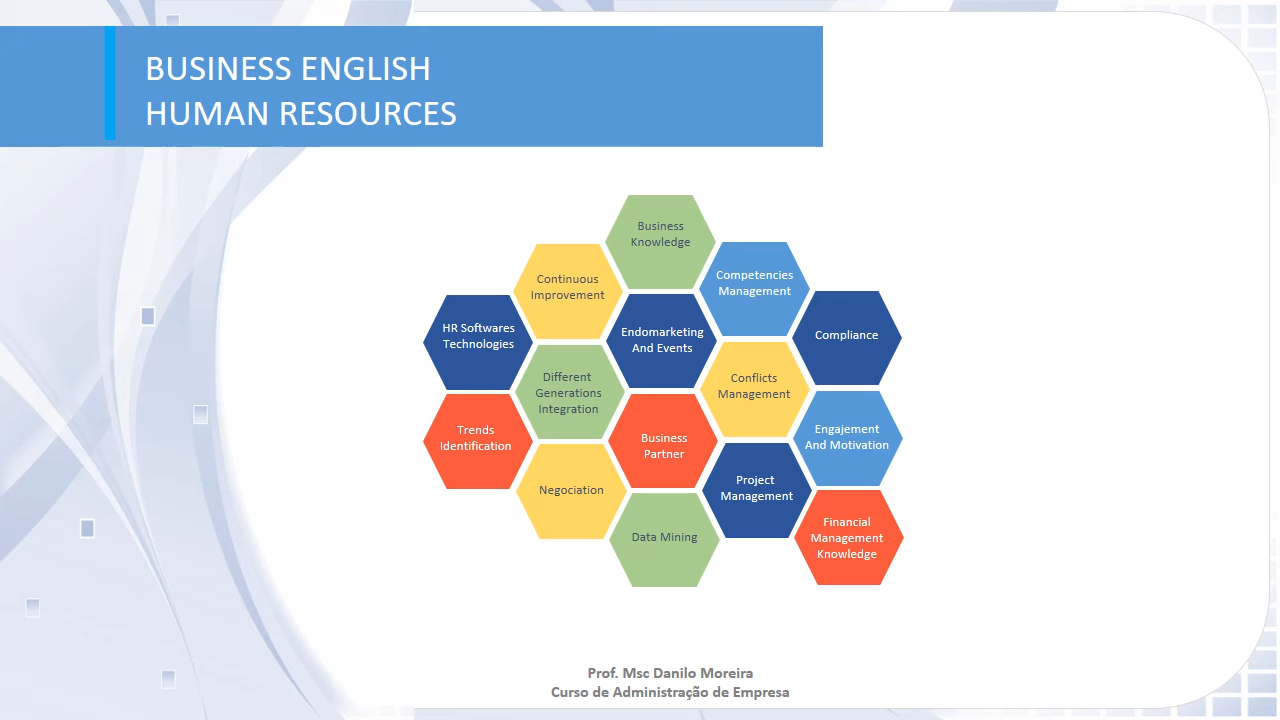 BUSINESS ENGLISH
HUMAN RESOURCES
Business
Knowledge
Continuous
Improvement
Competencies
Management
HR Softwares
Technologies
Endomarketing
And Events
Compliance
Different
Generations
Integration
Conflicts
Management
Trends
Identification
Business
Partner
Engajement
And Motivation
Negociation
Project
Management
Data Mining
Financial
Management
Knowledge
Prof. Msc Danilo Moreira
Curso de Administração de Empresa